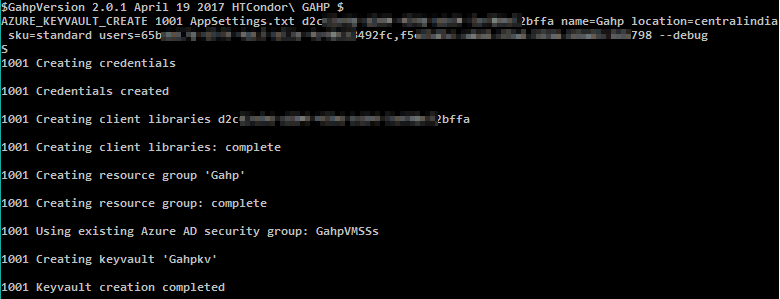 $GahpVersion 2.0.1 April 19 2017 HTCondor\ GAHP $
AZURE_KEYVAULT_CREATE 1001 AppSettings.txt d2c 2bffa name=Gahp location=centralindia
sku=standard users=65b 492fc,f5 798 --debug
S
1001 Creating credentials
1001 Credentials created
1001 Creating client libraries d2c 2bffa
1001 Creating client libraries: complete
1001 Creating resource group 'Gahp'
1001 Creating resource group: complete
1001 Using existing Azure AD security group: GahpVMSSs
1001 Creating keyvault 'Gahpkv'
1001 Keyvault creation completed